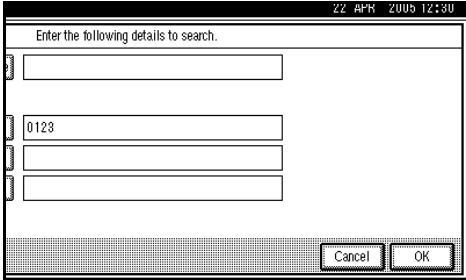 22 APR 2005 12:30
Enter the following details to search.
0123
Cancel OK